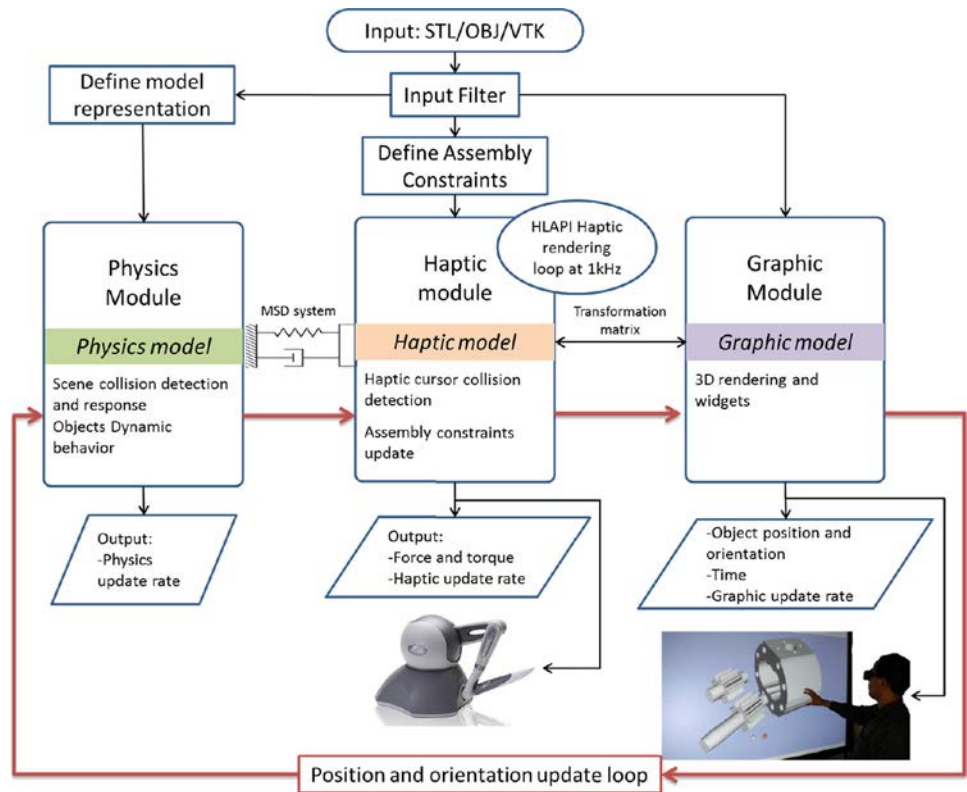 Input: STL/OBJ/VTK
Define model
representation
Input Filter
Define Assembly
Constraints
HLAPI Haptic
rendering
loop at 1kHz
Physics
Module
Haptic
module
Graphic
Module
MSD system
Transformation
matrix
Physics model
Haptic model
Graphic model
Scene collision detection
and response
Objects Dynamic
behavior
Haptic cursor collision
detection
Assembly constraints
update
3D rendering and
widgets
Output:
-Physics
update rate
Output:
-Force and torque
-Haptic update rate
-Object position and
orientation
-Time
-Graphic update rate
Position and orientation update loop